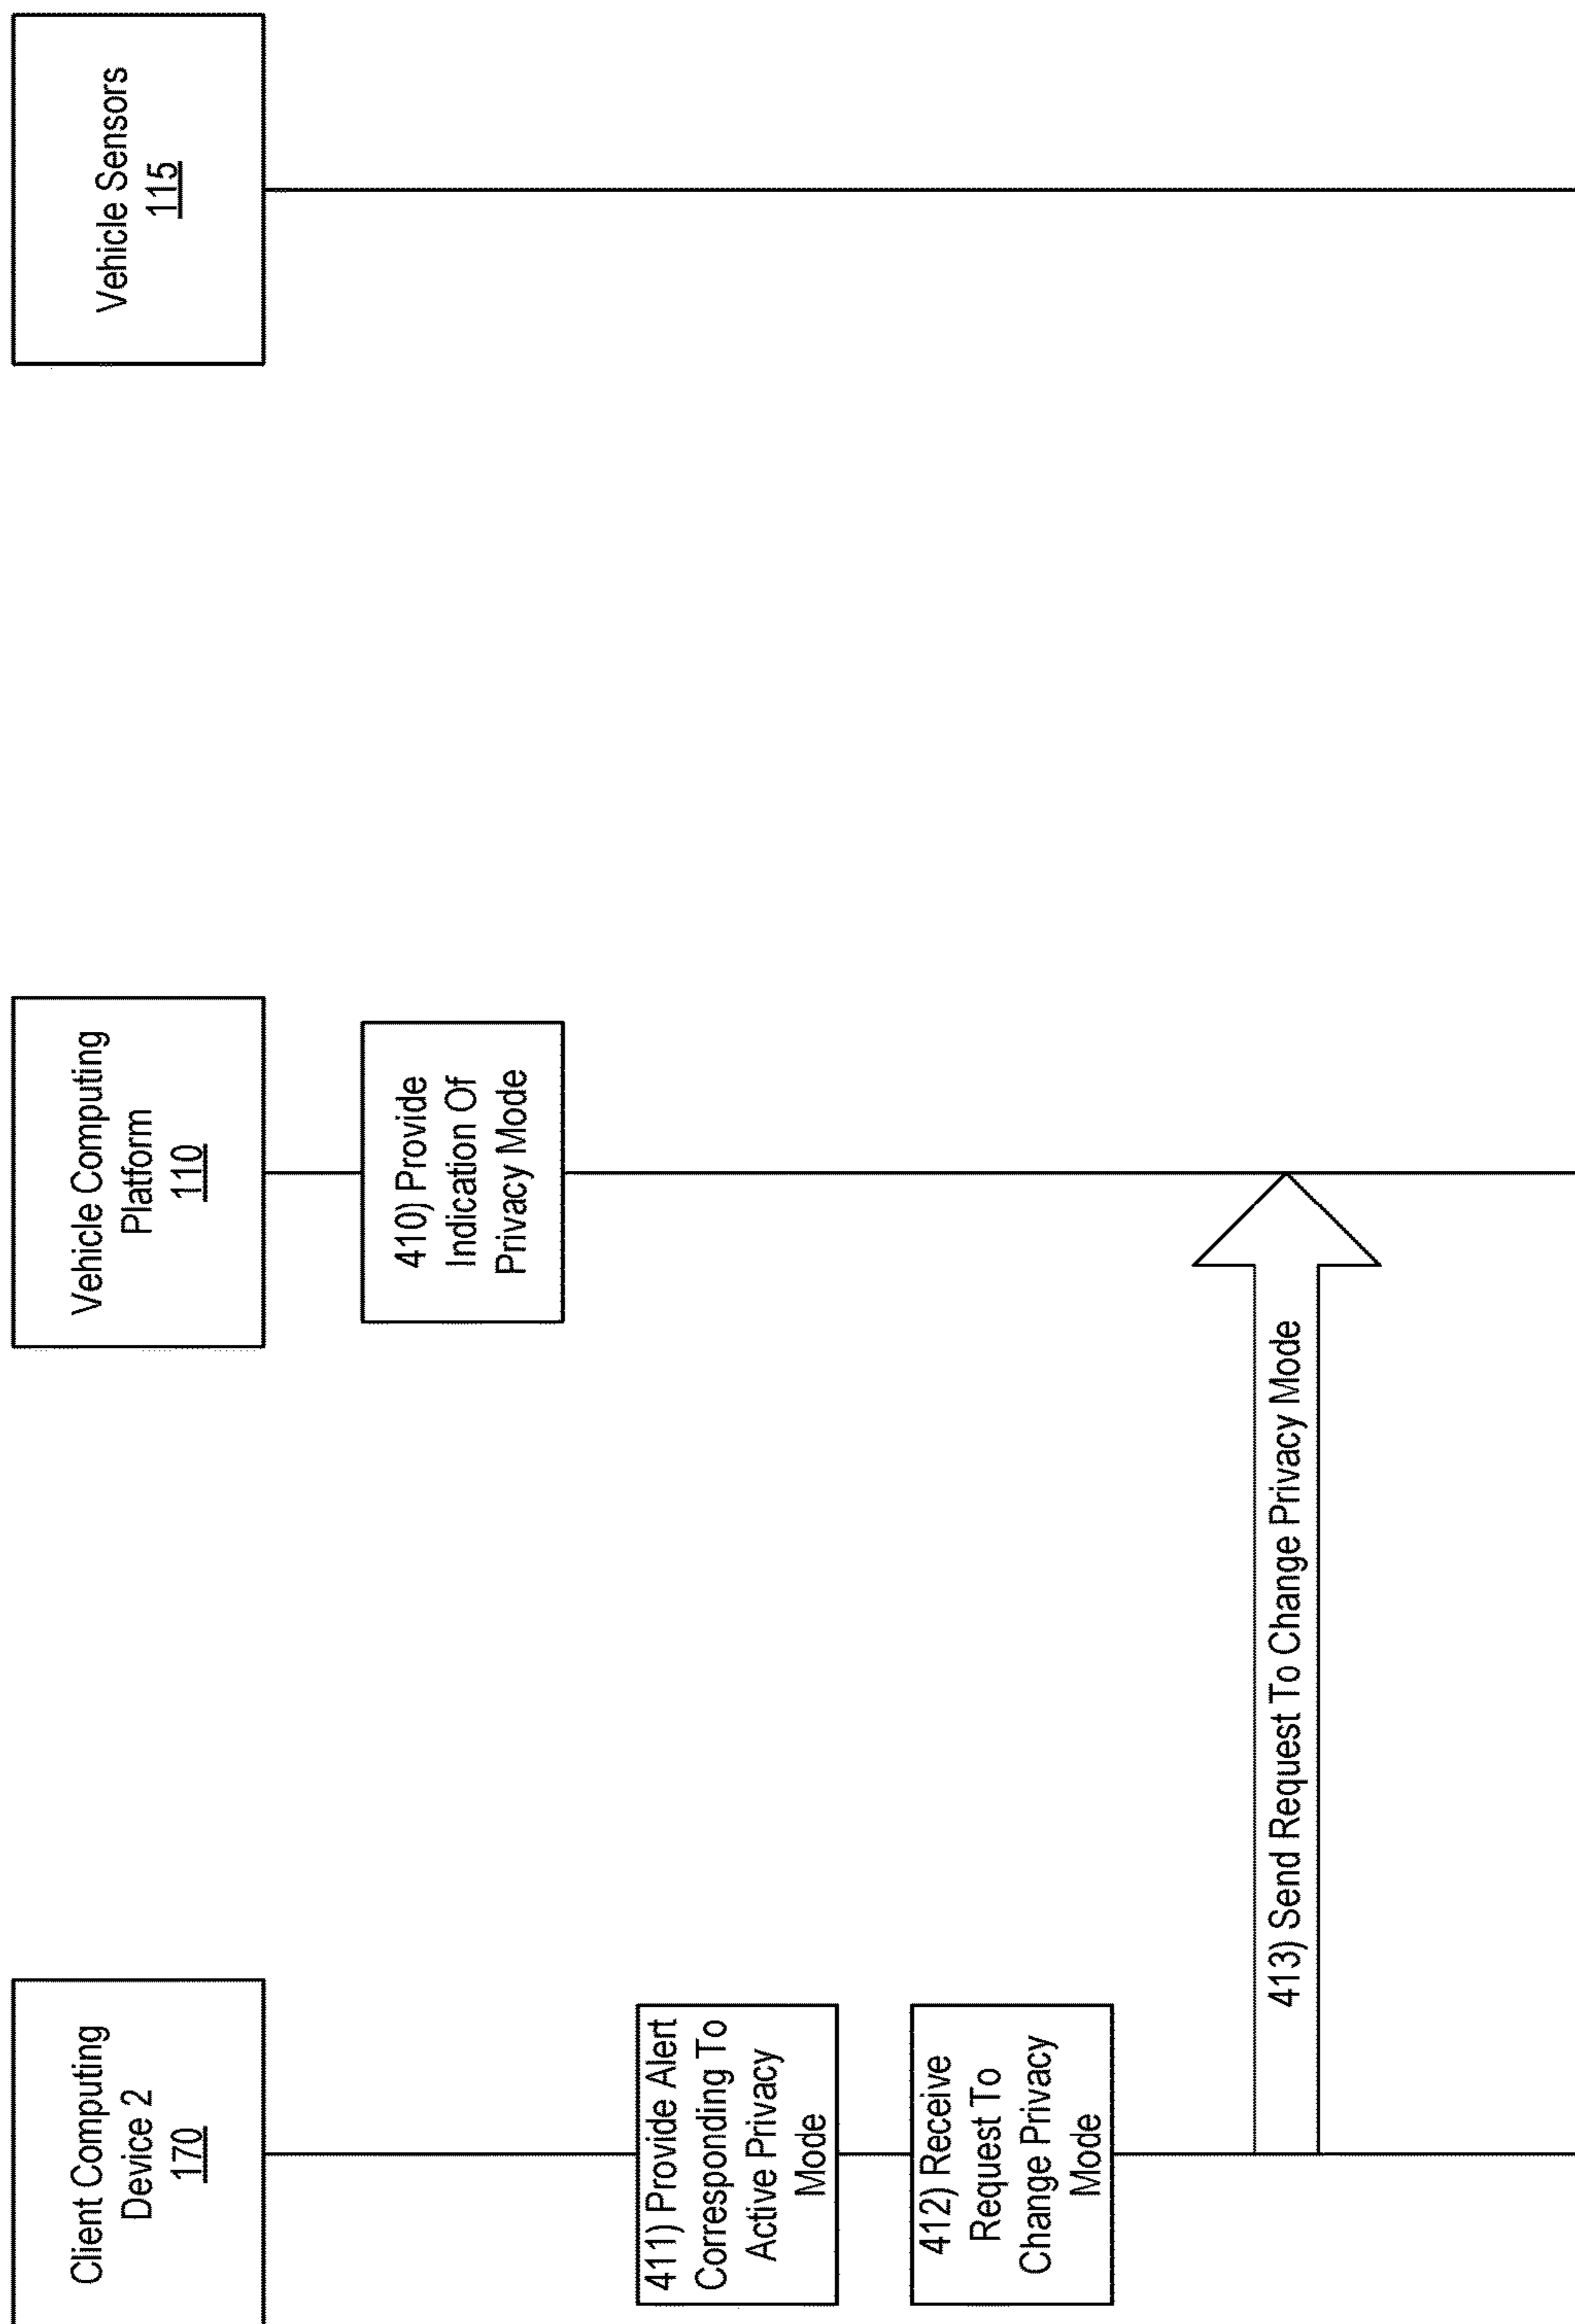 Client Computing
Device 2
170
Vehicle Computing
Platform
110
Vehicle Sensors
115
410) Provide
Indication Of
Privacy Mode
411) Provide Alert
Corresponding To
Active Privacy
Mode
412) Receive
Request To
Change Privacy
Mode
413) Send Request To Change Privacy Mode